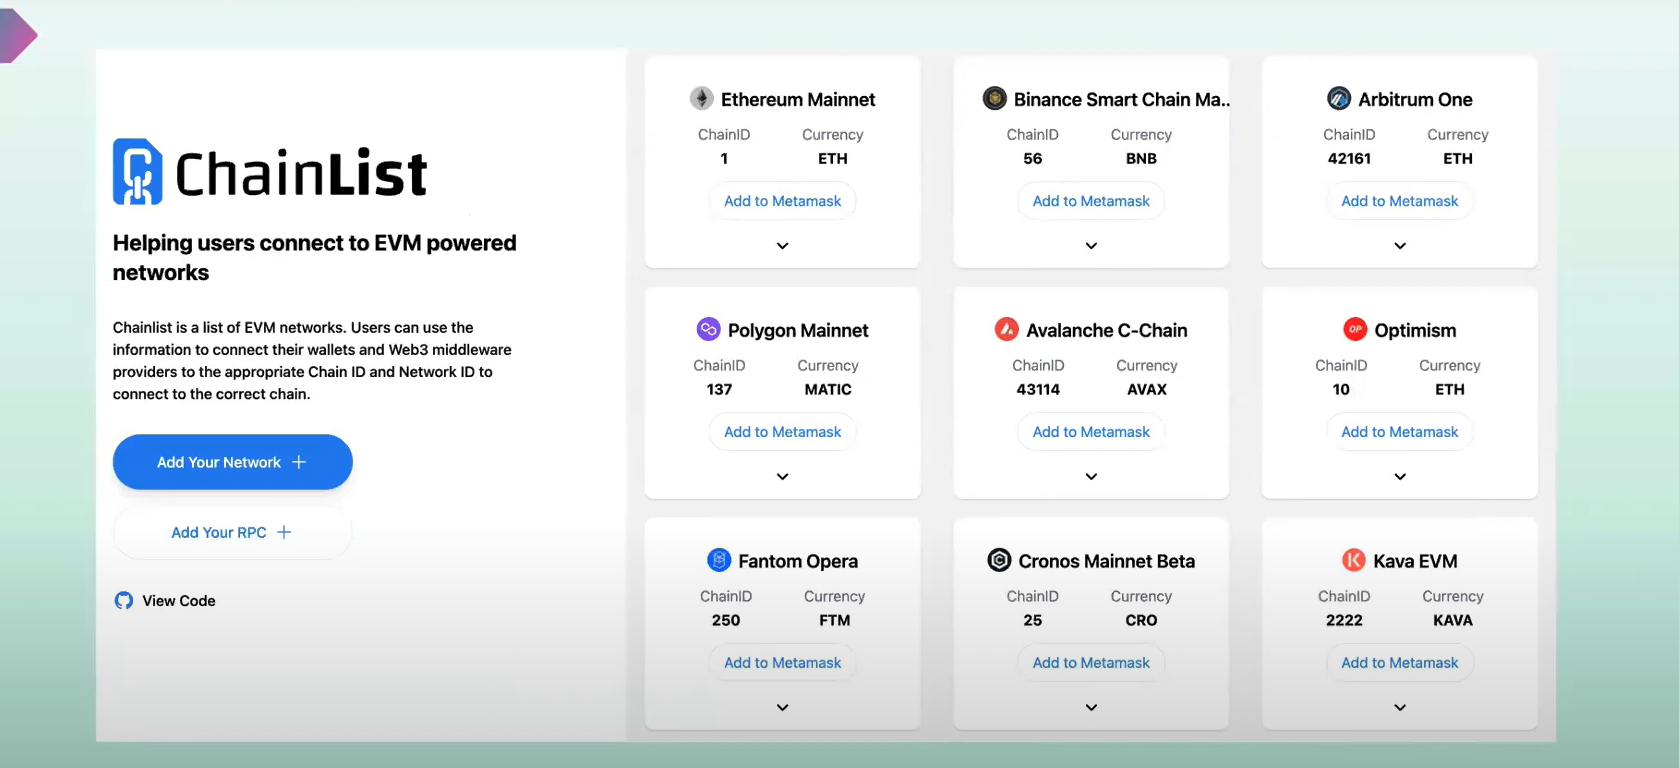 ChainList
Helping users connect to EVM powered
networks
Chainlist is a list of EVM networks. Users can use the
information to connect their wallets and Web3 middleware
providers to the appropriate Chain ID and Network ID to
connect to the correct chain.
Add Your Network +
Add Your RPC +
View Code
Ethereum Mainnet
ChainID Currency
1 ETH
Add to Metamask
Binance Smart Chain Ma..
ChainID Currency
56 BNB
Add to Metamask
Arbitrum One
ChainID Currency
42161 ETH
Add to Metamask
Polygon Mainnet
ChainID Currency
137 MATIC
Add to Metamask
Avalanche C-Chain
ChainID Currency
43114 AVAX
Add to Metamask
OP Optimism
ChainID Currency
10 ETH
Add to Metamask
Fantom Opera
ChainID Currency
250 FTM
Add to Metamask
Cronos Mainnet Beta
ChainID Currency
25 CRO
Add to Metamask
Kava EVM
ChainID Currency
2222 KAVA
Add to Metamask